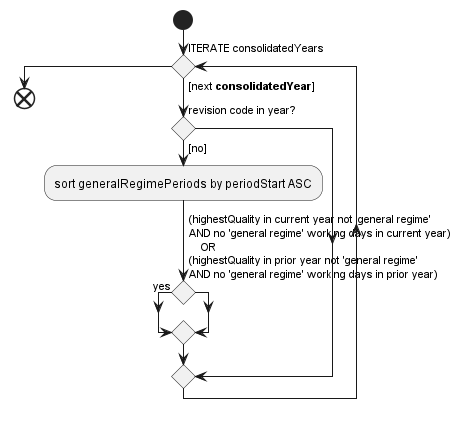 ITERATE consolidatedYears
[next consolidatedYear]
revision code in year?
[no]
sort generalRegimePeriods by periodStart ASC
(highestQuality in current year not 'general regime'
AND no 'general regime' working days in current year)
OR
(highestQuality in prior year not 'general regime'
AND no 'general regime' working days in prior year)
yes